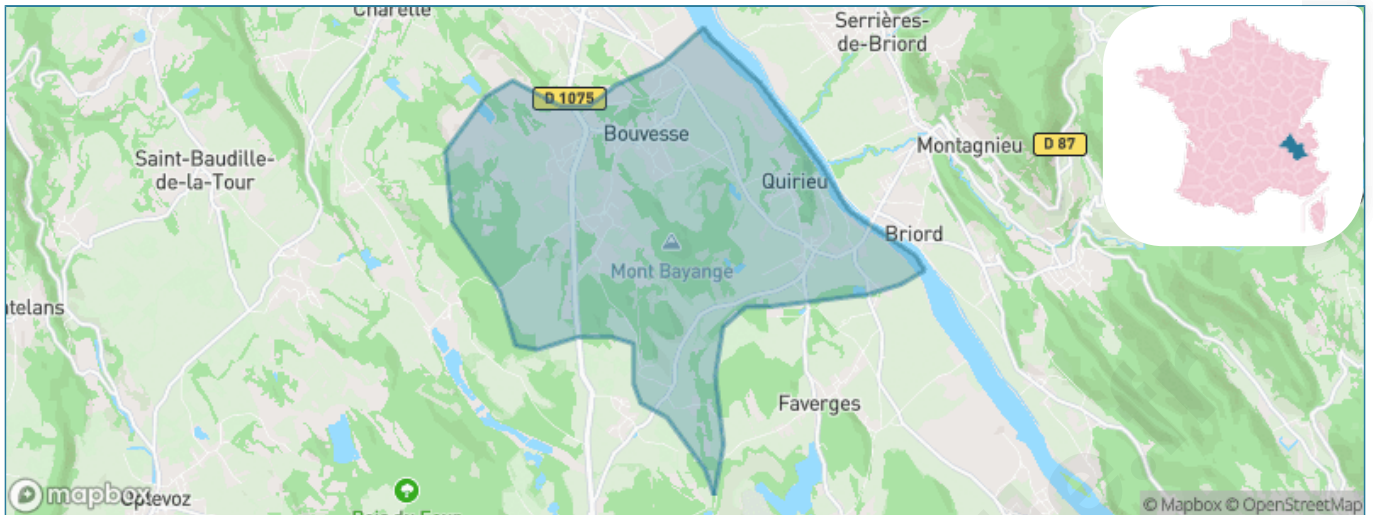 Charette
Serrières-
de-Briord
D 1075
Bouvesse
Montagnieu
D 87
Saint-Baudille-
de-la-Tour
Quirieu
Briord
Mont Bayange
telans
Faverges
mapbox
Optevoz
© Mapbox © OpenStreetMap